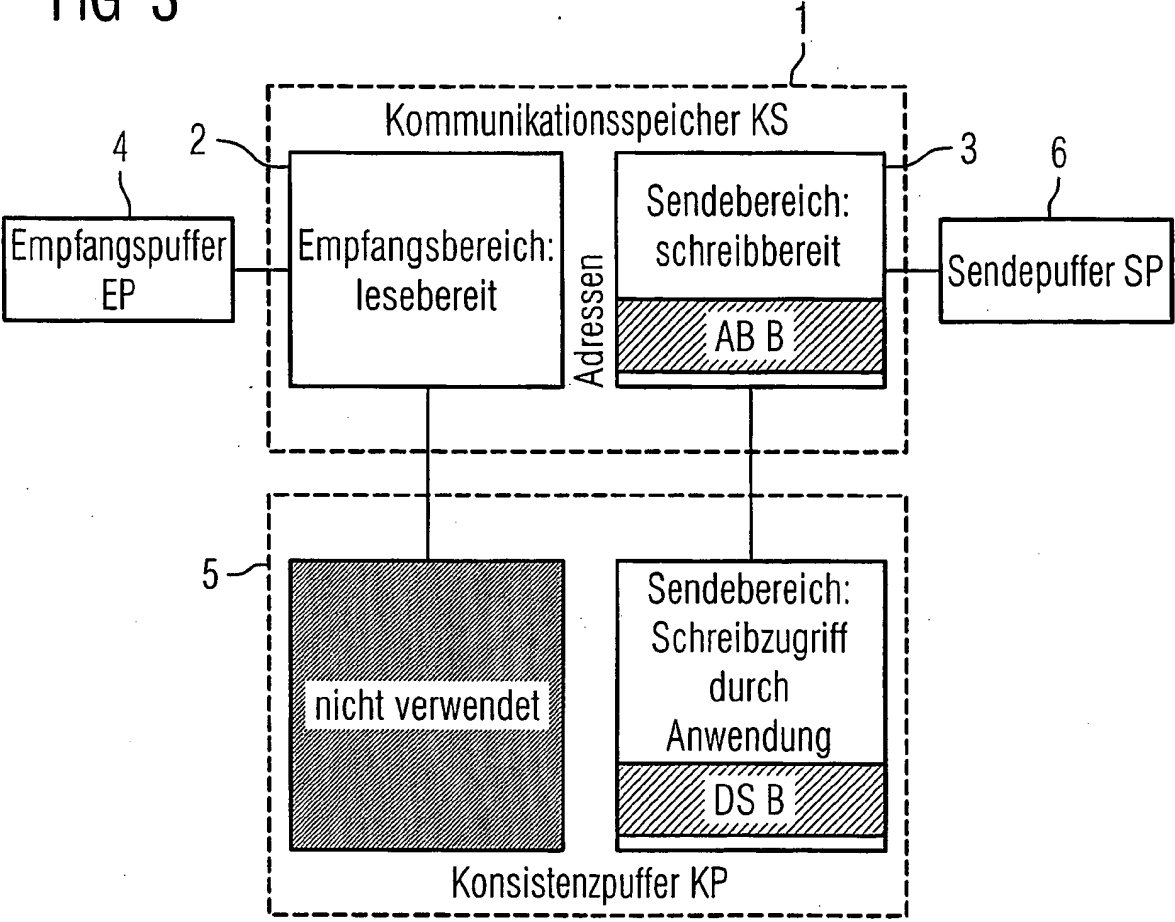 FIG 3
1
Kommunikationsspeicher KS
4
2
3
6
Empfangspuffer
EP
Empfangsbereich:
lesebereit
Adressen
Sendebereich:
schreibbereit
AB B
Sendepuffer SP
5
nicht verwendet
Sendebereich:
Schreibzugriff
durch
Anwendung
DS B
Konsistenzpuffer KP